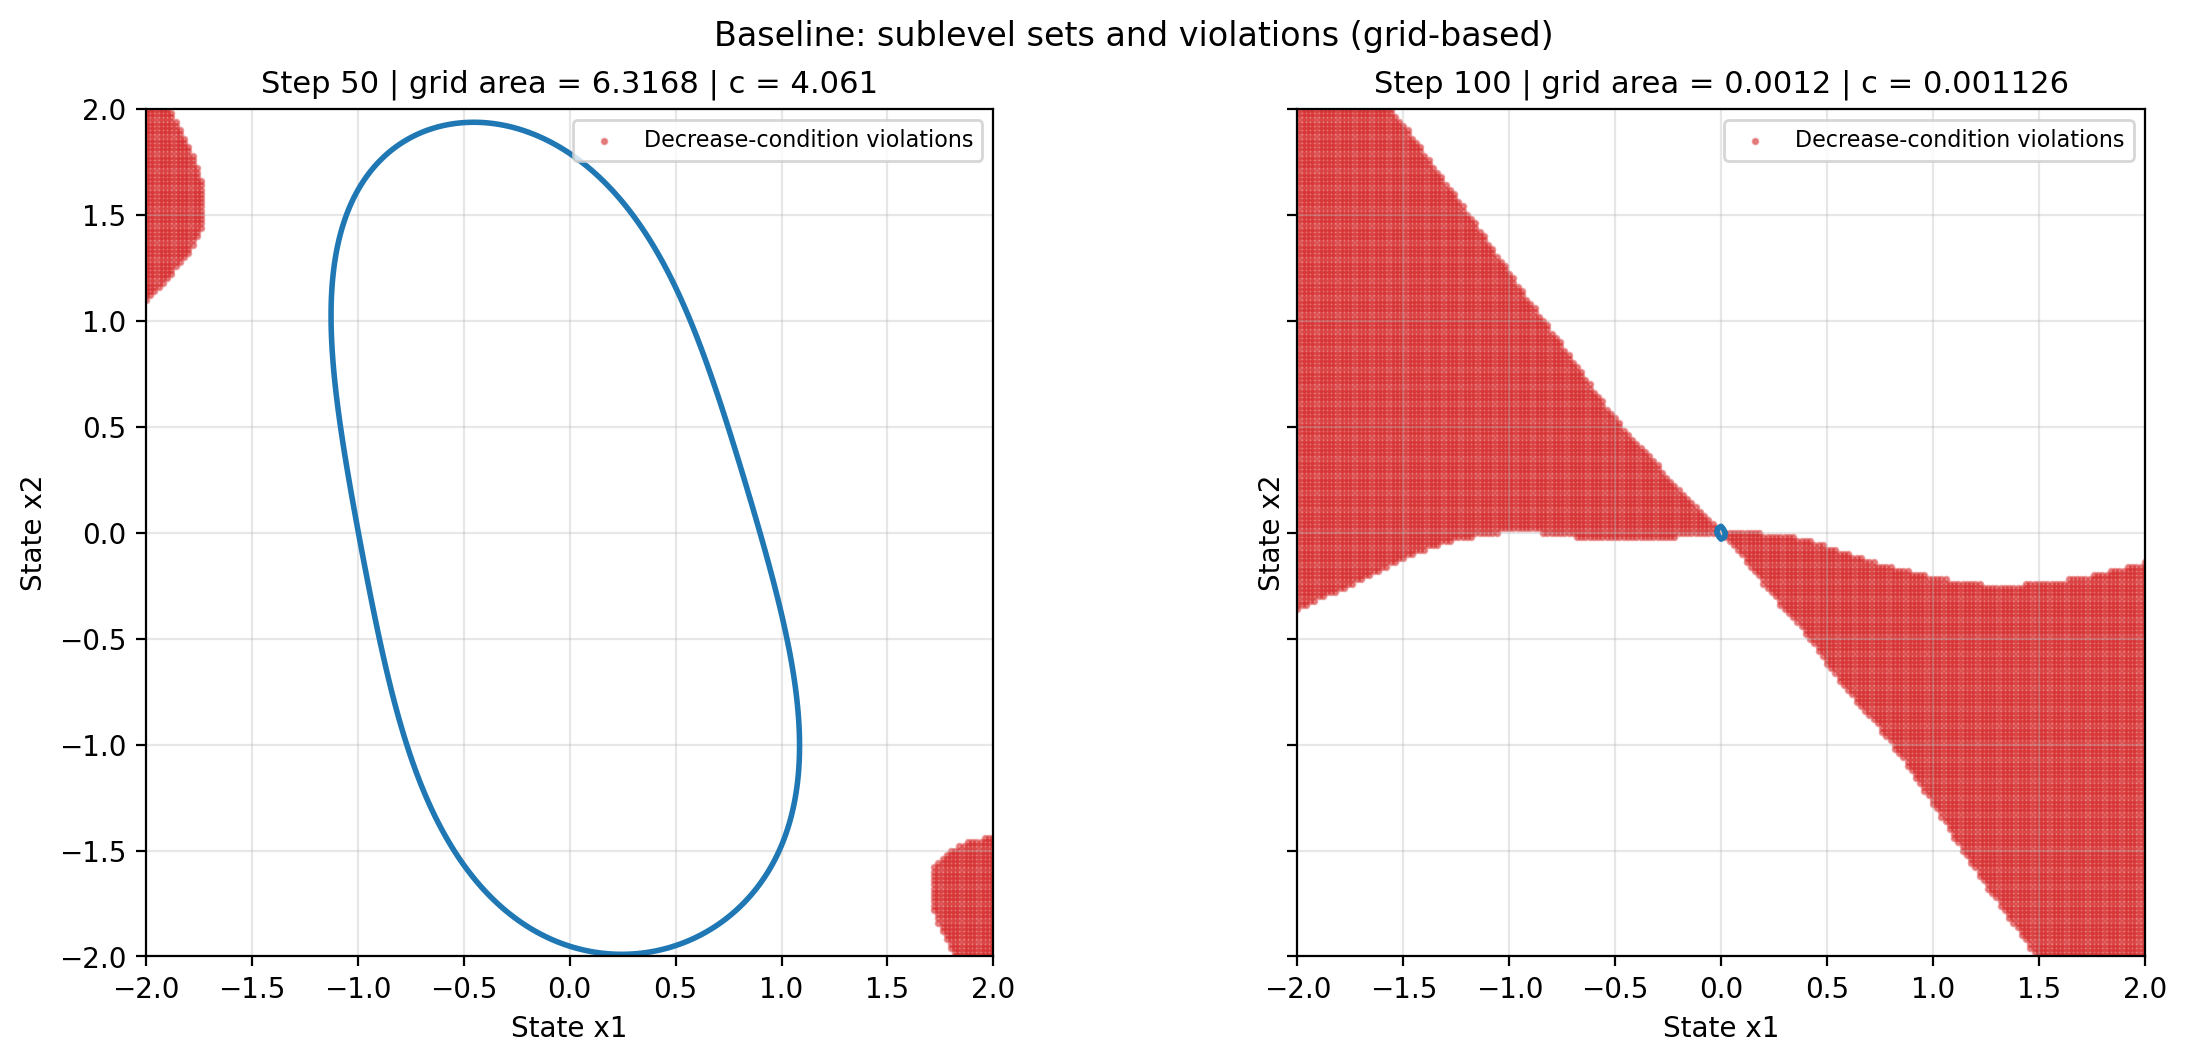 Baseline: sublevel sets and violations (grid-based)
Step 50 | grid area = 6.3168 | c = 4.061
Decrease-condition violations
2.0
1.5
1.0
0.5
0.0
−0.5
−1.0
−1.5
−2.0
State x2
−2.0 −1.5 −1.0 −0.5 0.0 0.5 1.0 1.5 2.0
State x1
Step 100 | grid area = 0.0012 | c = 0.001126
Decrease-condition violations
State x2
−2.0 −1.5 −1.0 −0.5 0.0 0.5 1.0 1.5 2.0
State x1